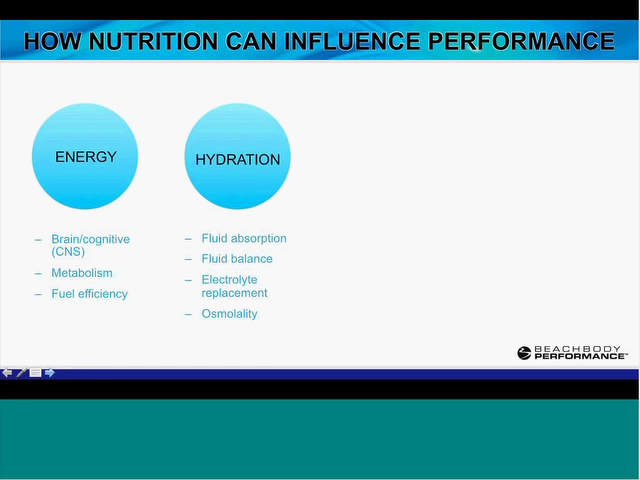 HOW NUTRITION CAN INFLUENCE PERFORMANCE
ENERGY
– Brain/cognitive
(CNS)
– Metabolism
– Fuel efficiency
HYDRATION
– Fluid absorption
– Fluid balance
– Electrolyte
replacement
– Osmolality
BEACHBODY
PERFORMANCE™